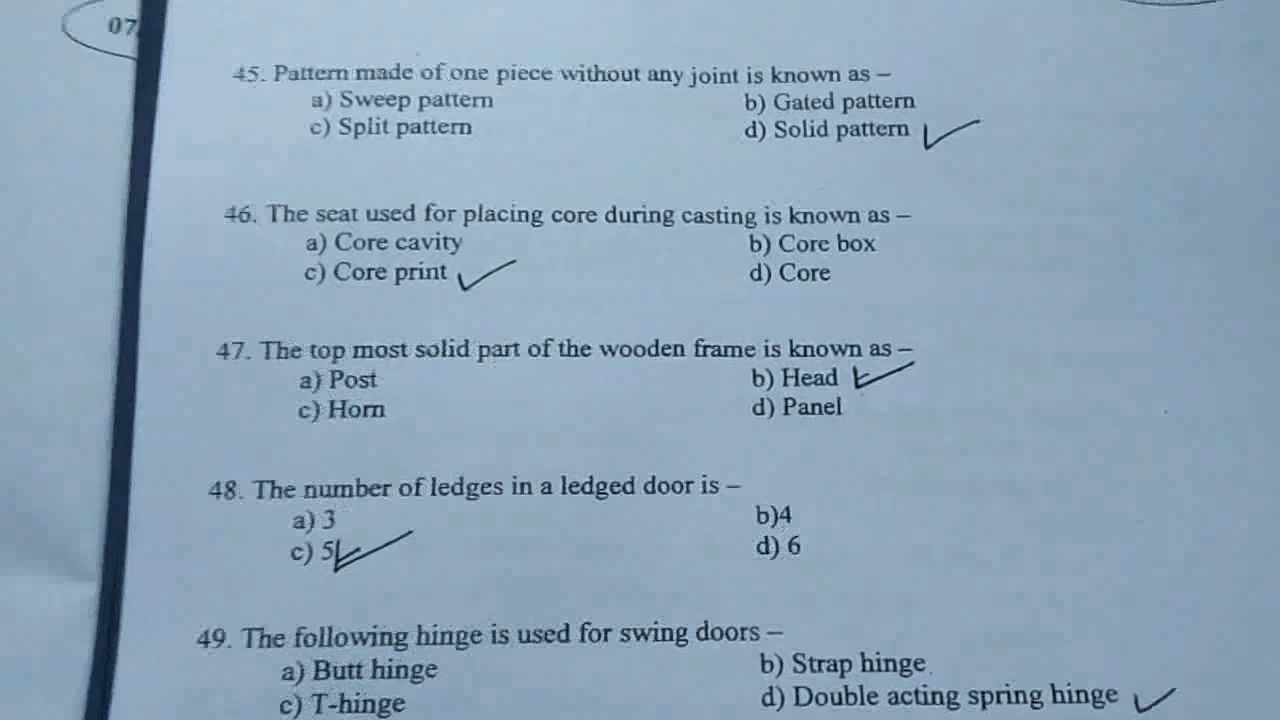 07
45. Pattern made of one piece without any joint is known as –
a) Sweep pattern b) Gated pattern
c) Split pattern d) Solid pattern
46. The seat used for placing core during casting is known as –
a) Core cavity b) Core box
c) Core print d) Core
47. The top most solid part of the wooden frame is known as –
a) Post b) Head
c) Horn d) Panel
48. The number of ledges in a ledged door is –
a) 3 b)4
c) 5 d) 6
49. The following hinge is used for swing doors –
a) Butt hinge b) Strap hinge
c) T-hinge d) Double acting spring hinge